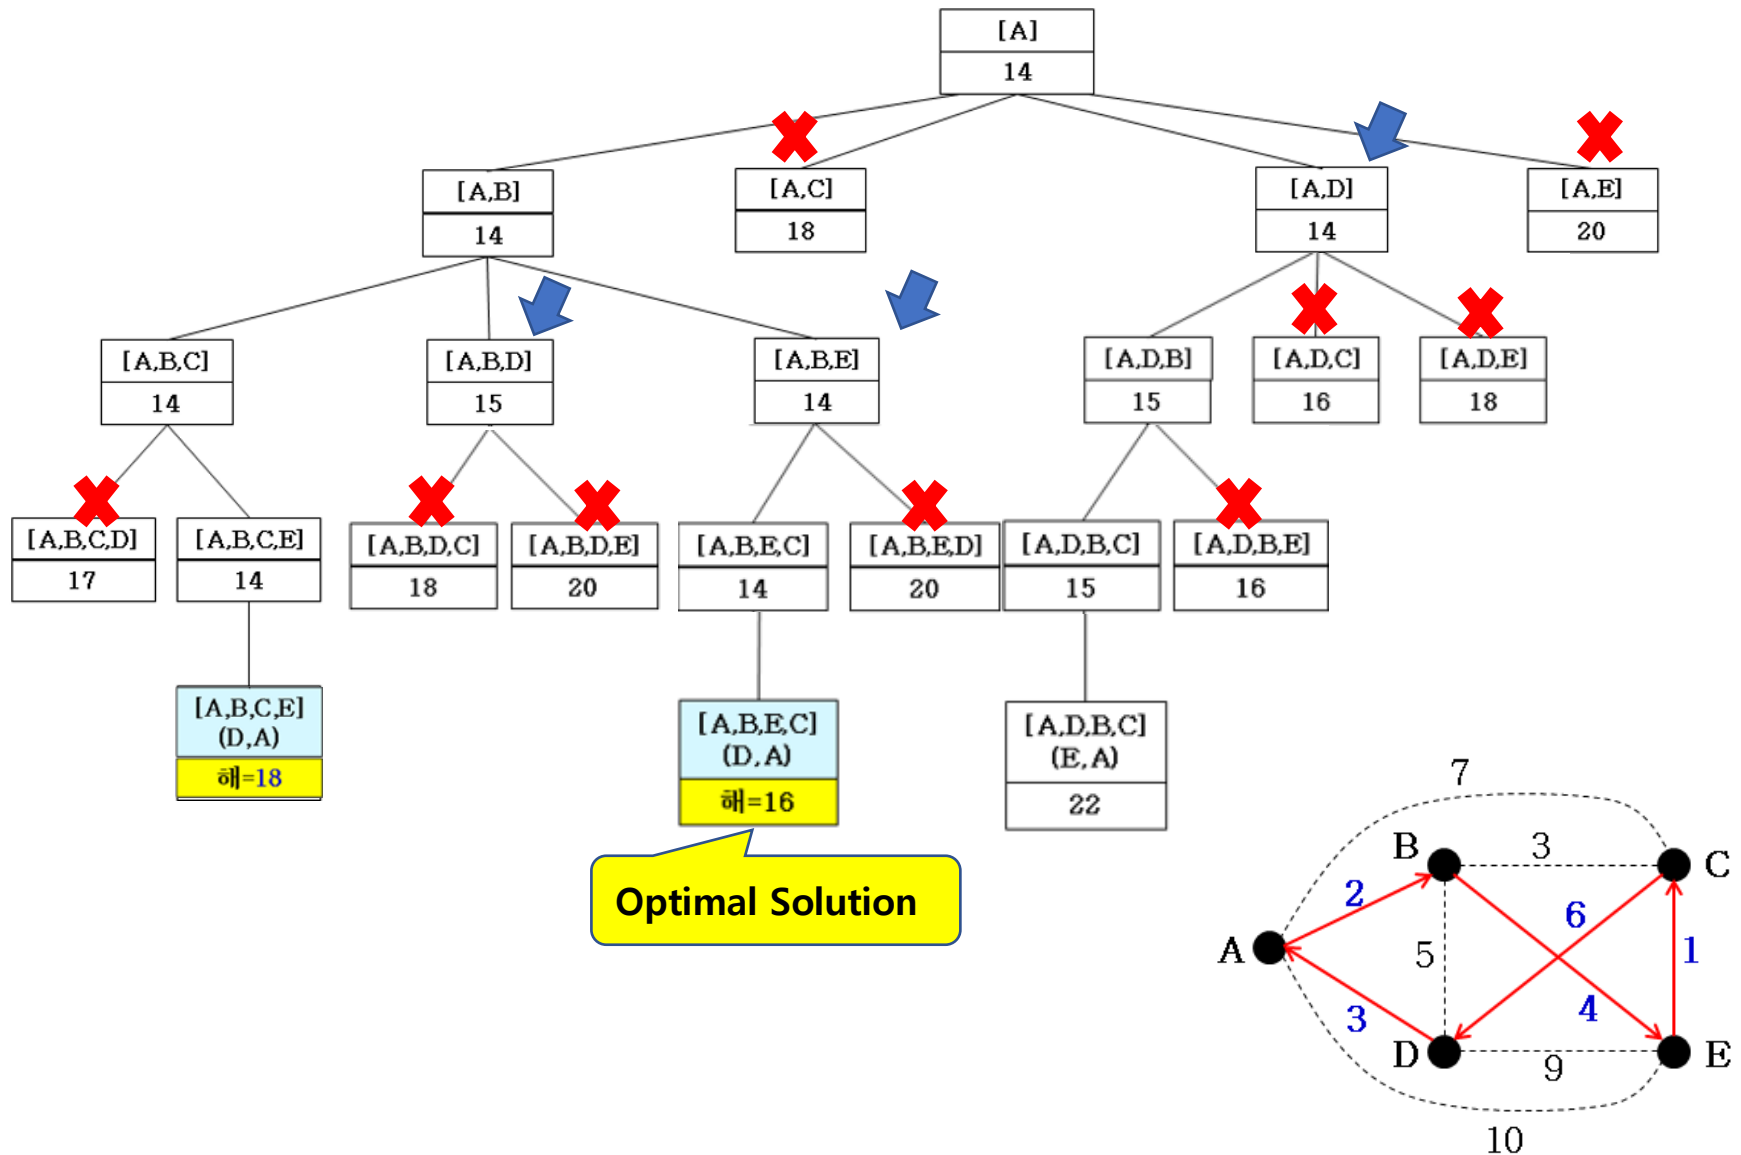 [A]
14
[A,B]
14
[A,C]
18
[A,D]
14
[A,E]
20
[A,B,C]
14
[A,B,D]
15
[A,B,E]
14
[A,D,B]
15
[A,D,C]
16
[A,D,E]
18
[A,B,C,D]
17
[A,B,C,E]
14
[A,B,D,C]
18
[A,B,D,E]
20
[A,B,E,C]
14
[A,B,E,D]
20
[A,D,B,C]
15
[A,D,B,E]
16
[A,B,C,E]
(D,A)
해=18
[A,B,E,C]
(D,A)
해=16
[A,D,B,C]
(E,A)
22
Optimal Solution
7
B
3
C
2
6
A
5
1
3
4
D
9
E
10